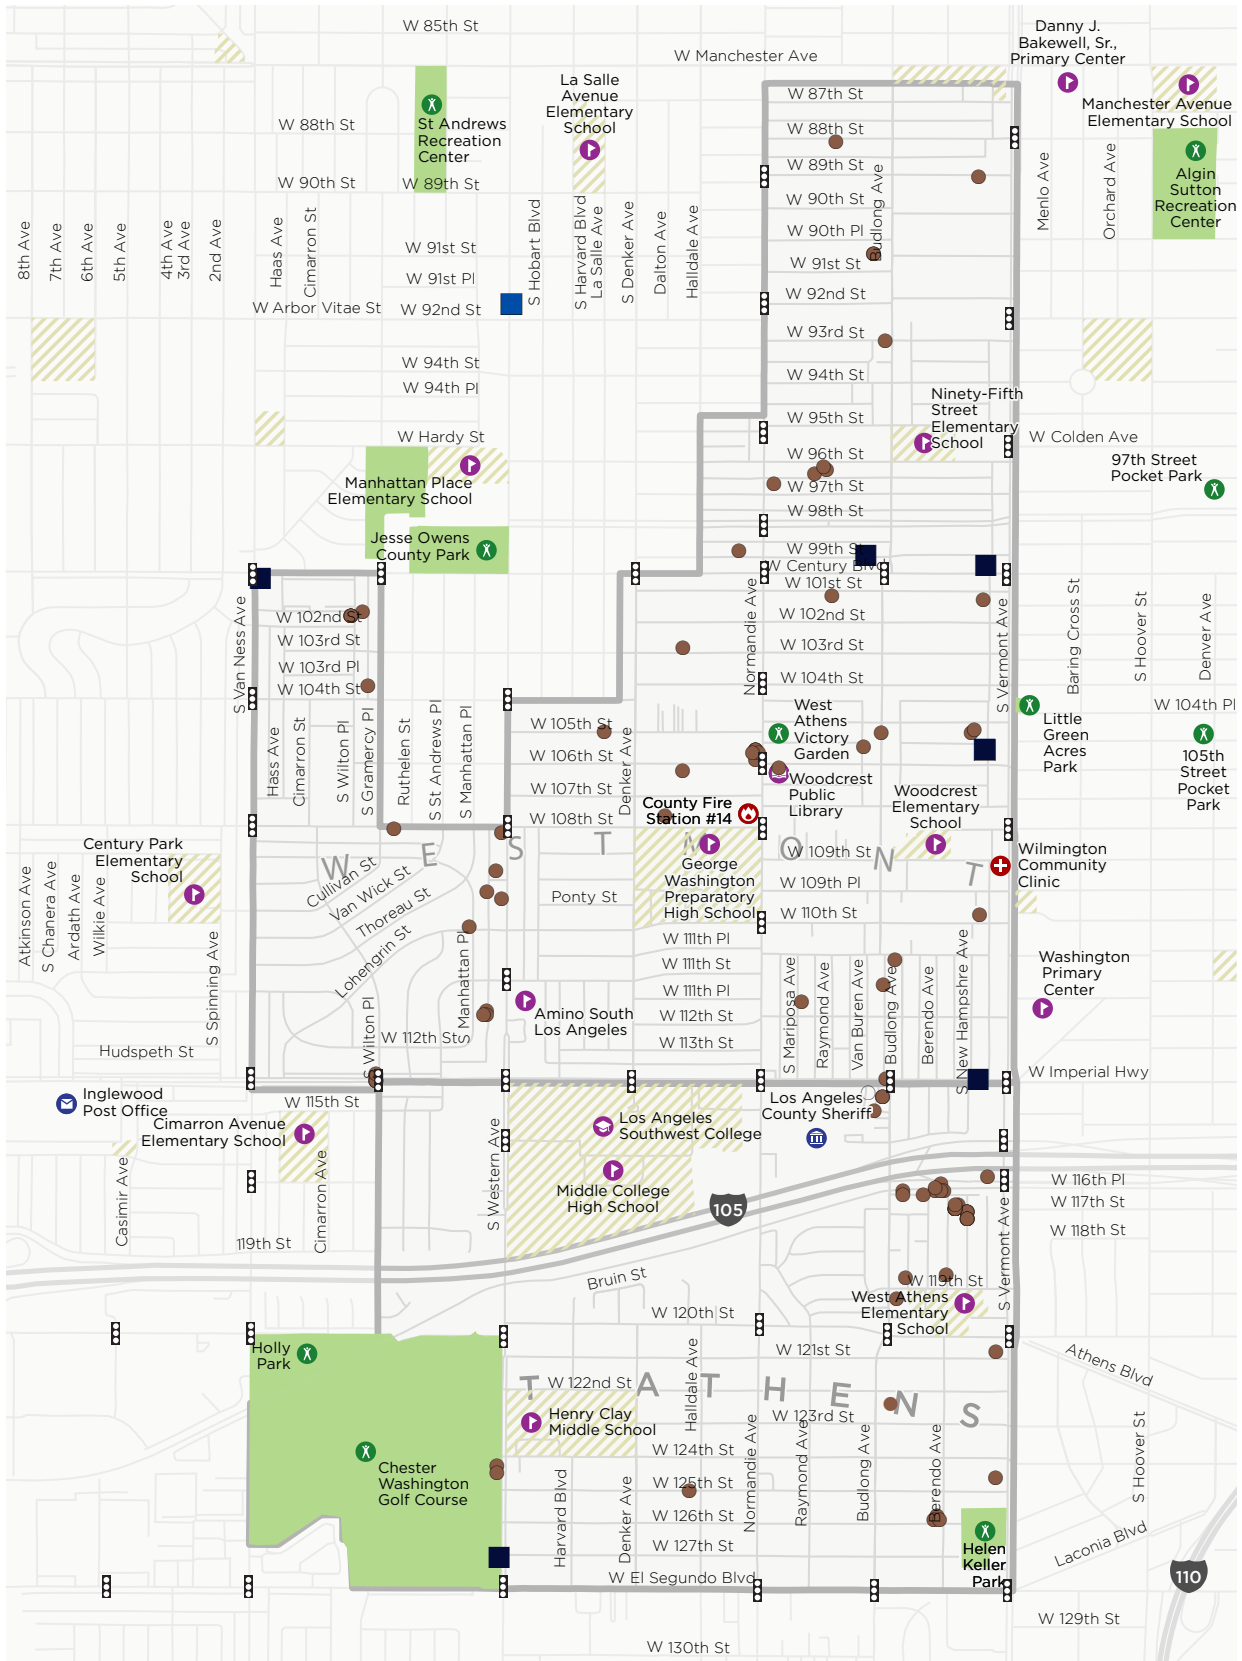 W 85th St
W Manchester Ave
Danny J.
Bakewell, Sr.,
Primary Center
La Salle
Avenue
Elementary
School
W 87th St
Manchester Avenue
Elementary School
St Andrews
Recreation
Center
W 88th St
W 88th St
W 89th St
W 90th St
W 89th St
W 90th St
Algin
Sutton
Recreation
Center
8th Ave
7th Ave
6th Ave
5th Ave
4th Ave
3rd Ave
2nd Ave
Haas Ave
Cimarron St
S Hobart Blvd
S Harvard Blvd
La Salle Ave
S Denker Ave
Dalton Ave
Halldale Ave
Budlong Ave
Menlo Ave
Orchard Ave
W 90th Pl
W 91st St
W 91st St
W 91st Pl
W Arbor Vitae St
W 92nd St
W 92nd St
W 93rd St
W 94th St
W 94th St
W 94th Pl
Ninety-Fifth
Street
Elementary
School
W 95th St
W Hardy St
W Colden Ave
W 96th St
97th Street
Pocket Park
Manhattan Place
Elementary School
W 97th St
W 98th St
Jesse Owens
County Park
W 99th St
W Century Blvd
W 101st St
W 102nd St
W 102nd St
W 103rd St
W 103rd St
W 103rd Pl
W 104th St
W 104th St
S Van Ness Ave
Normandie Ave
S Vermont Ave
Baring Cross St
S Hoover St
Denver Ave
W 104th Pl
Hass Ave
Cimarron St
S Wilton Pl
S Gramercy Pl
Ruthelen St
S St Andrews Pl
S Manhattan Pl
W 105th St
W 106th St
W 107th St
W 108th St
Denker Ave
West
Athens
Victory
Garden
Little
Green
Acres
Park
105th
Street
Pocket
Park
Woodcrest
Public
Library
County Fire
Station #14
Woodcrest
Elementary
School
W E S T M O N T
Century Park
Elementary
School
Cullivan St
Van Wick St
Thoreau St
Lohengrin St
Ponty St
George
Washington
Preparatory
High School
W 109th St
W 109th Pl
W 110th St
Wilmington
Community
Clinic
Atkinson Ave
S Chanera Ave
Ardath Ave
Wilkie Ave
S Spinning Ave
W 111th Pl
W 111th St
W 111th Pl
W 112th St
W 113th St
S Manhattan Pl
S Wilton Pl
W 112th St
Amino South
Los Angeles
S Mariposa Ave
Raymond Ave
Van Buren Ave
Budlong Ave
Berendo Ave
S New Hampshire Ave
Washington
Primary
Center
Hudspeth St
W Imperial Hwy
Inglewood
Post Office
W 115th St
Cimarron Avenue
Elementary School
Los Angeles
Southwest College
Los Angeles
County Sheriff
Middle College
High School
Casimir Ave
Cimarron Ave
S Western Ave
105
W 116th Pl
W 117th St
W 118th St
119th St
Bruin St
W 119th St
S Vermont Ave
West Athens
Elementary
School
W 120th St
W 121st St
Holly
Park
Athens Blvd
W 122nd St
T A T H E N S
Halldale Ave
Henry Clay
Middle School
W 123rd St
W 124th St
Chester
Washington
Golf Course
W 125th St
W 126th St
W 127th St
Harvard Blvd
Denker Ave
Normandie Ave
Raymond Ave
Budlong Ave
Berendo Ave
S Hoover St
Laconia Blvd
Helen
Keller
Park
W El Segundo Blvd
110
W 129th St
W 130th St